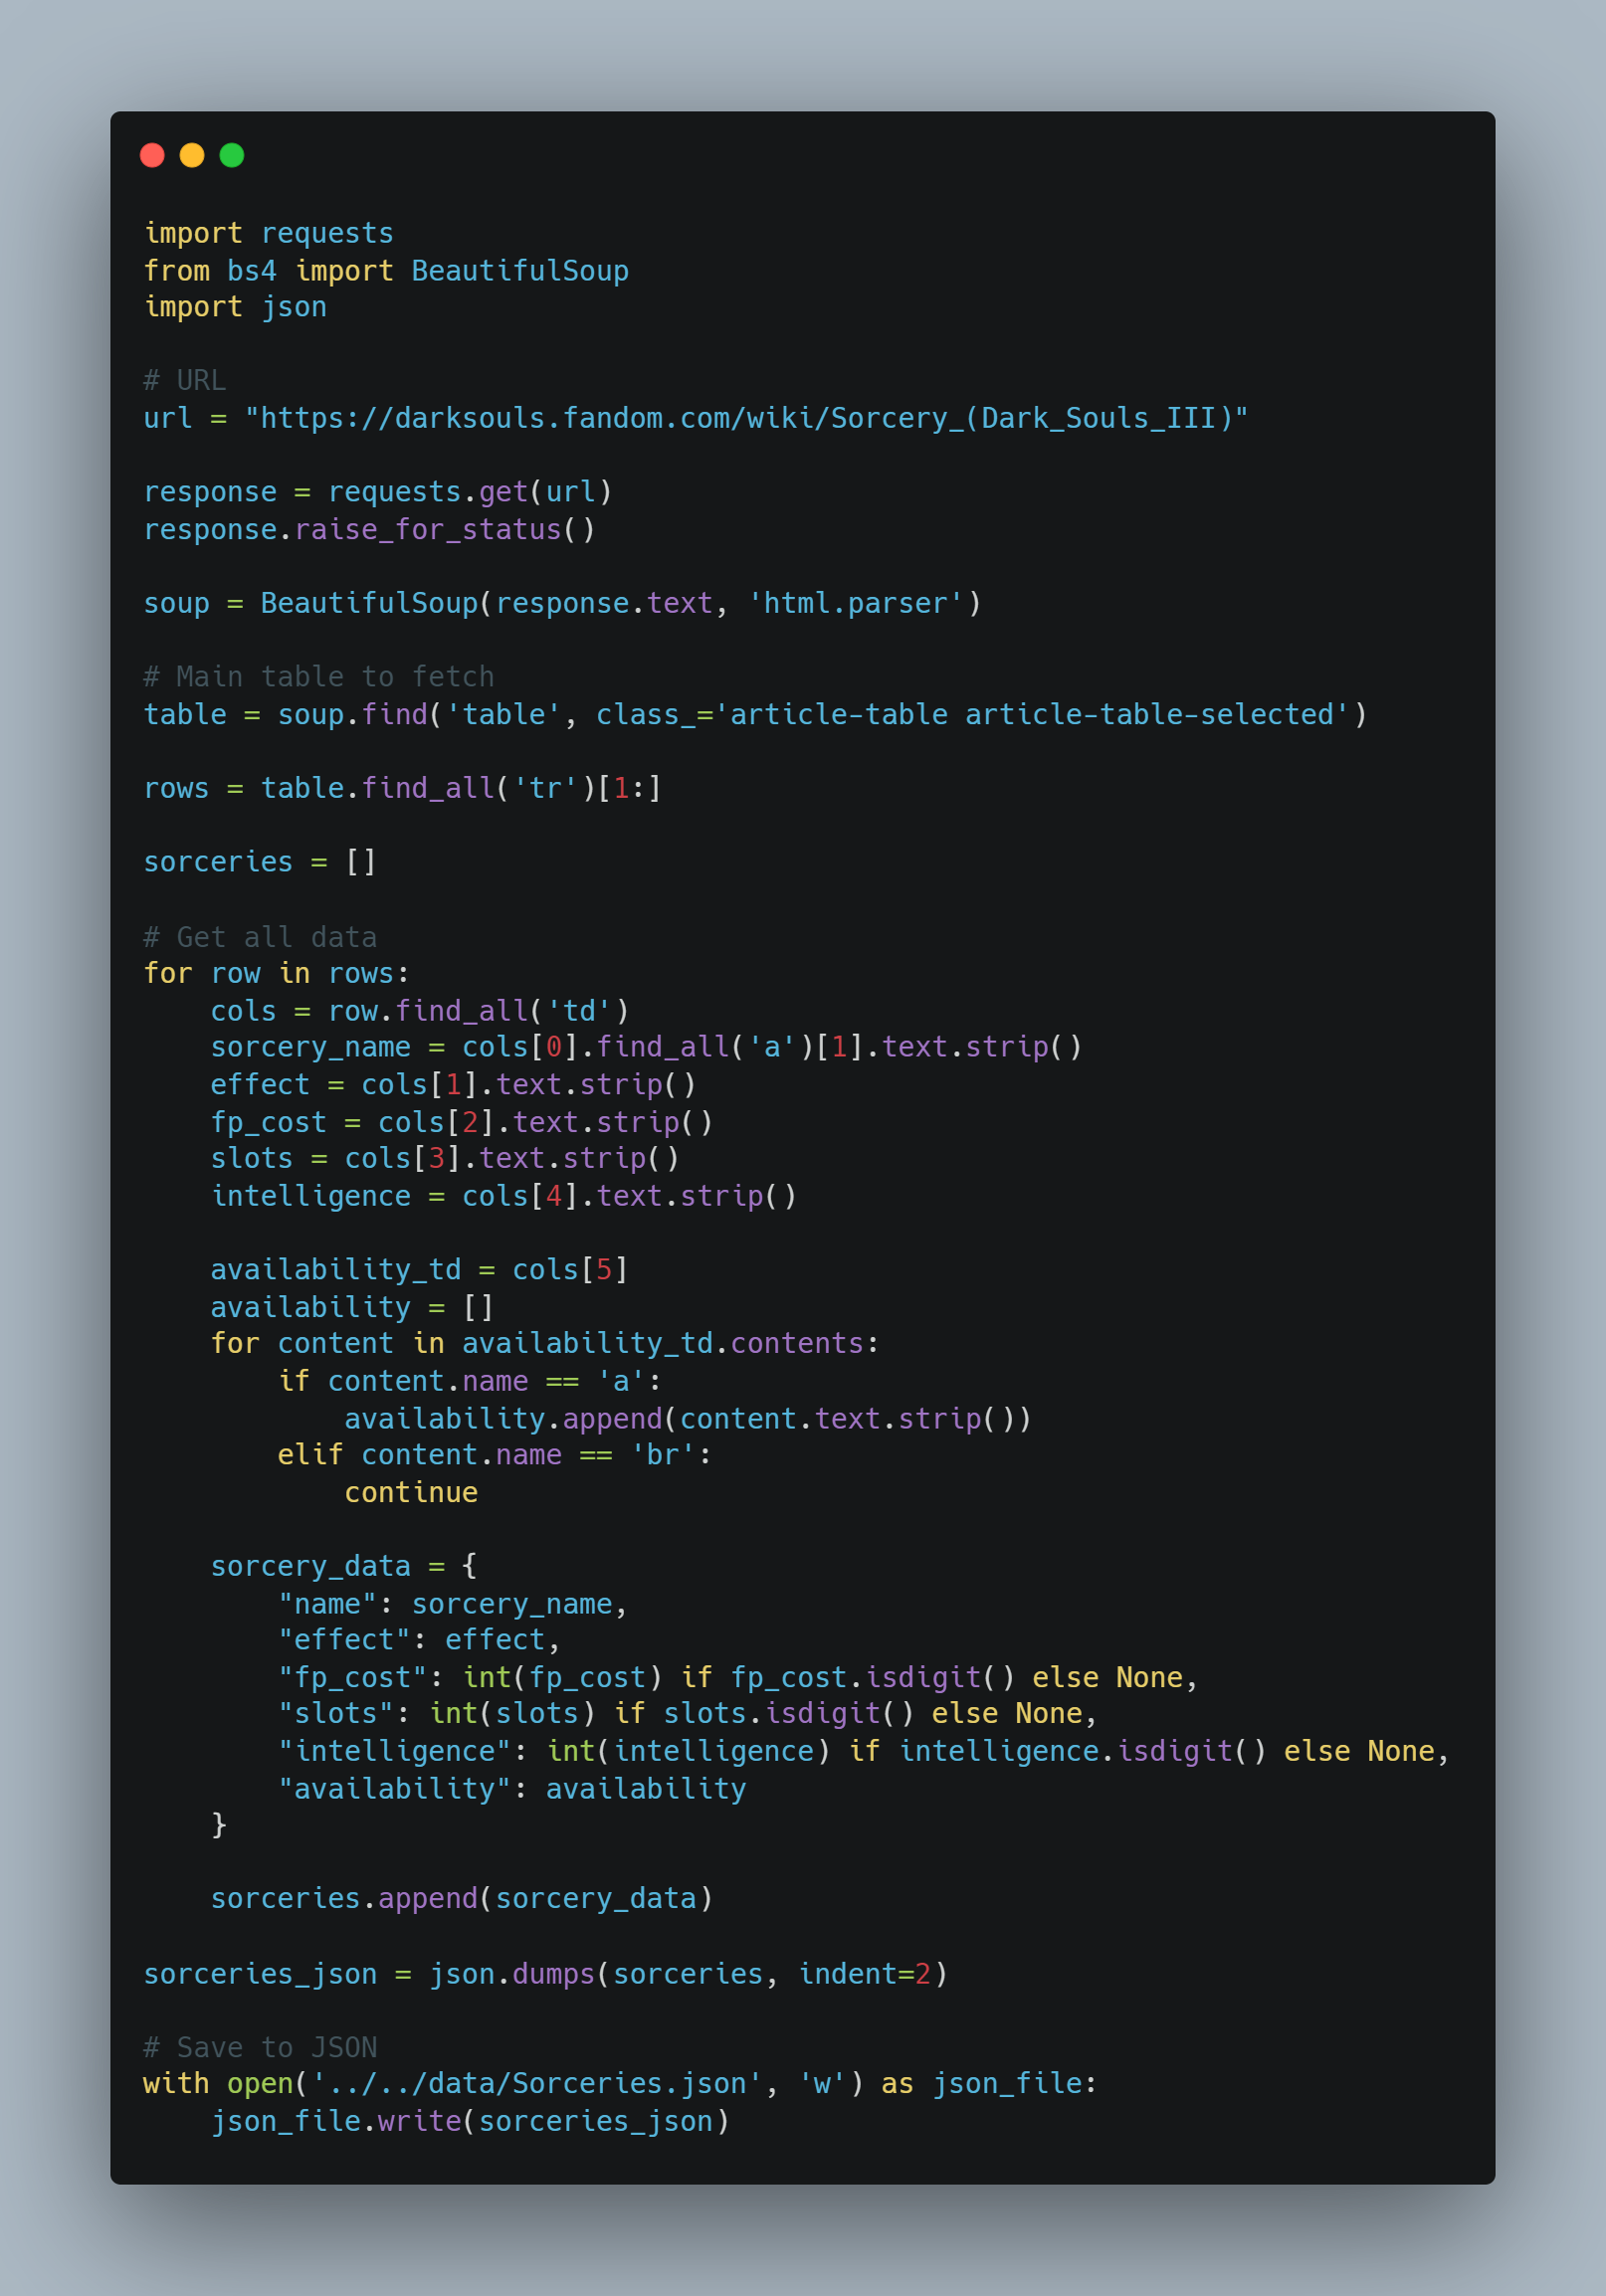 import requests
from bs4 import BeautifulSoup
import json

# URL
url = "https://darksouls.fandom.com/wiki/Sorcery_(Dark_Souls_III)"

response = requests.get(url)
response.raise_for_status()

soup = BeautifulSoup(response.text, 'html.parser')

# Main table to fetch
table = soup.find('table', class_='article-table article-table-selected')

rows = table.find_all('tr')[1:]

sorceries = []

# Get all data
for row in rows:
    cols = row.find_all('td')
    sorcery_name = cols[0].find_all('a')[1].text.strip()
    effect = cols[1].text.strip()
    fp_cost = cols[2].text.strip()
    slots = cols[3].text.strip()
    intelligence = cols[4].text.strip()

    availability_td = cols[5]
    availability = []
    for content in availability_td.contents:
        if content.name == 'a':
            availability.append(content.text.strip())
        elif content.name == 'br':
            continue

    sorcery_data = {
        "name": sorcery_name,
        "effect": effect,
        "fp_cost": int(fp_cost) if fp_cost.isdigit() else None,
        "slots": int(slots) if slots.isdigit() else None,
        "intelligence": int(intelligence) if intelligence.isdigit() else None,
        "availability": availability
    }

    sorceries.append(sorcery_data)

sorceries_json = json.dumps(sorceries, indent=2)

# Save to JSON
with open('../../data/Sorceries.json', 'w') as json_file:
    json_file.write(sorceries_json)